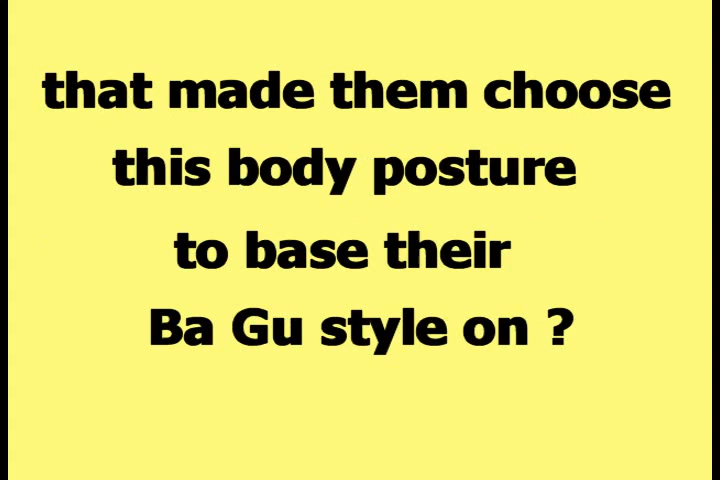 that made them choose
this body posture
to base their
Ba Gu style on ?